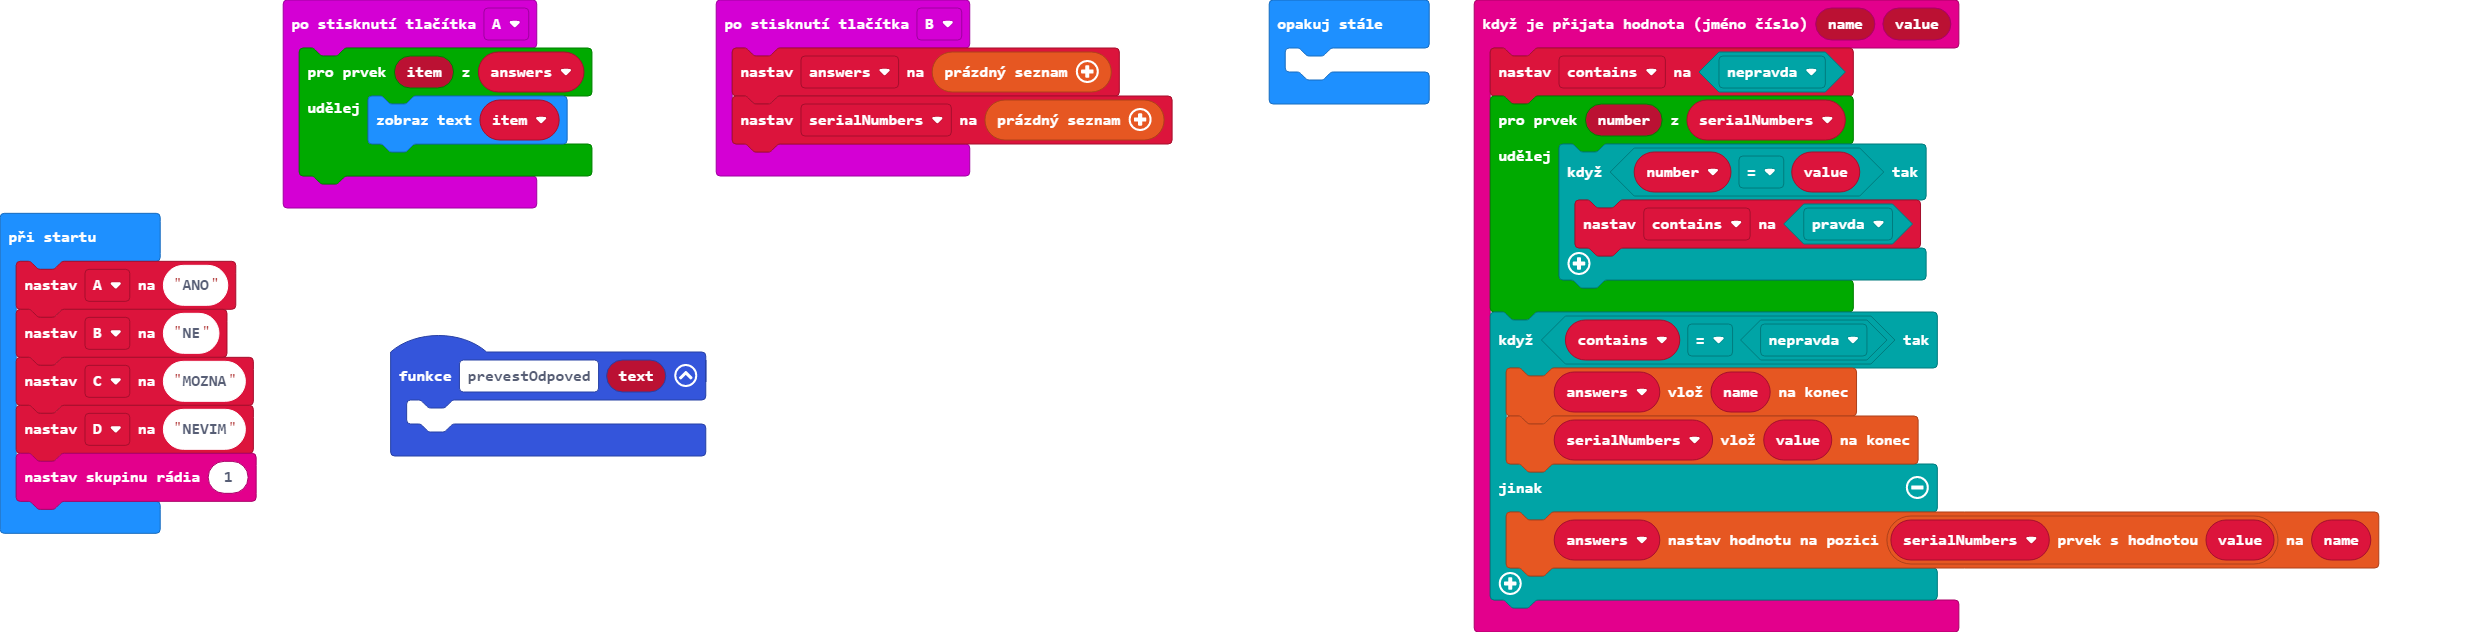 po stisknutí tlačítka A
pro prvek item z answers
udělej
zobraz text item
po stisknutí tlačítka B
nastav answers na prázdný seznam
nastav serialNumbers na prázdný seznam
opakuj stále
když je přijata hodnota (jméno číslo) name value
nastav contains na nepravda
pro prvek number z serialNumbers
udělej
když number = value tak
nastav contains na pravda
když contains = nepravda tak
answers vlož name na konec
serialNumbers vlož value na konec
jinak
answers nastav hodnotu na pozici serialNumbers prvek s hodnotou value na name
při startu
nastav A na "ANO"
nastav B na "NE"
nastav C na "MOZNA"
nastav D na "NEVIM"
nastav skupinu rádia 1
funkce prevestOdpoved text